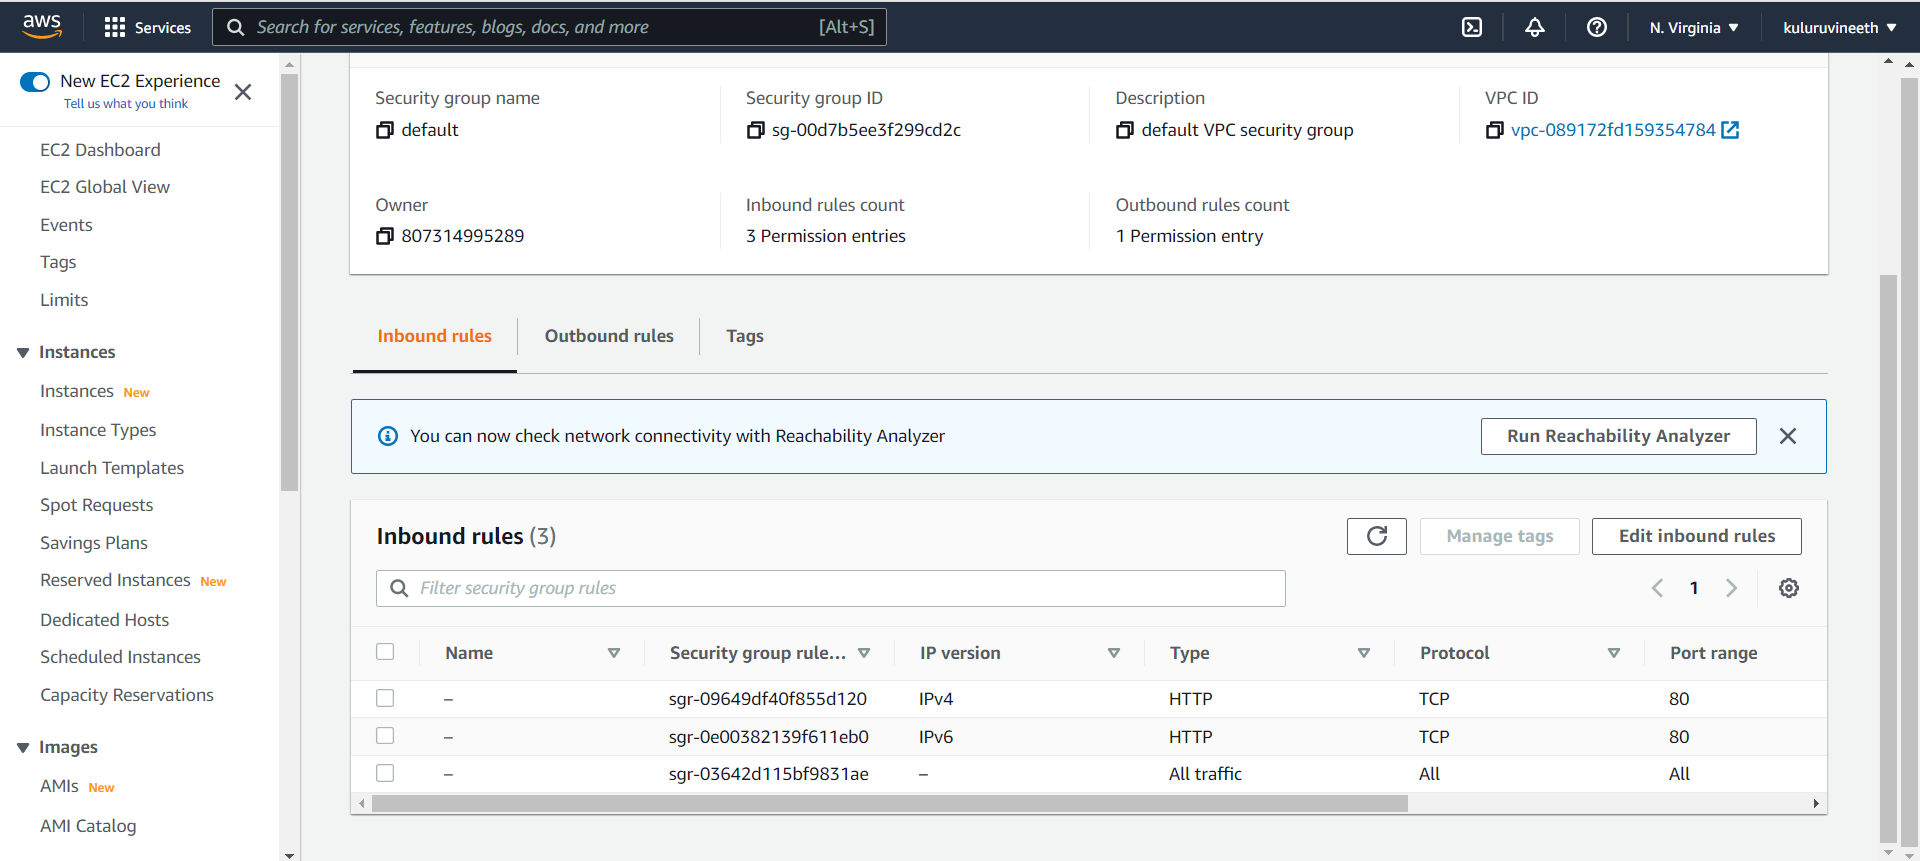 aws Services Search for services, features, blogs, docs, and more [Alt+S] N. Virginia kuluruvineeth
New EC2 Experience
Tell us what you think
EC2 Dashboard
EC2 Global View
Events
Tags
Limits
Instances
Instances New
Instance Types
Launch Templates
Spot Requests
Savings Plans
Reserved Instances New
Dedicated Hosts
Scheduled Instances
Capacity Reservations
Images
AMIs New
AMI Catalog
Security group name Security group ID Description VPC ID
default sg-00d7b5ee3f299cd2c default VPC security group vpc-089172fd159354784
Owner Inbound rules count Outbound rules count
807314995289 3 Permission entries 1 Permission entry
Inbound rules Outbound rules Tags
You can now check network connectivity with Reachability Analyzer Run Reachability Analyzer
Inbound rules (3) Manage tags Edit inbound rules
Filter security group rules 1
Name Security group rule... IP version Type Protocol Port range
– sgr-09649df40f855d120 IPv4 HTTP TCP 80
– sgr-0e00382139f611eb0 IPv6 HTTP TCP 80
– sgr-03642d115bf9831ae – All traffic All All